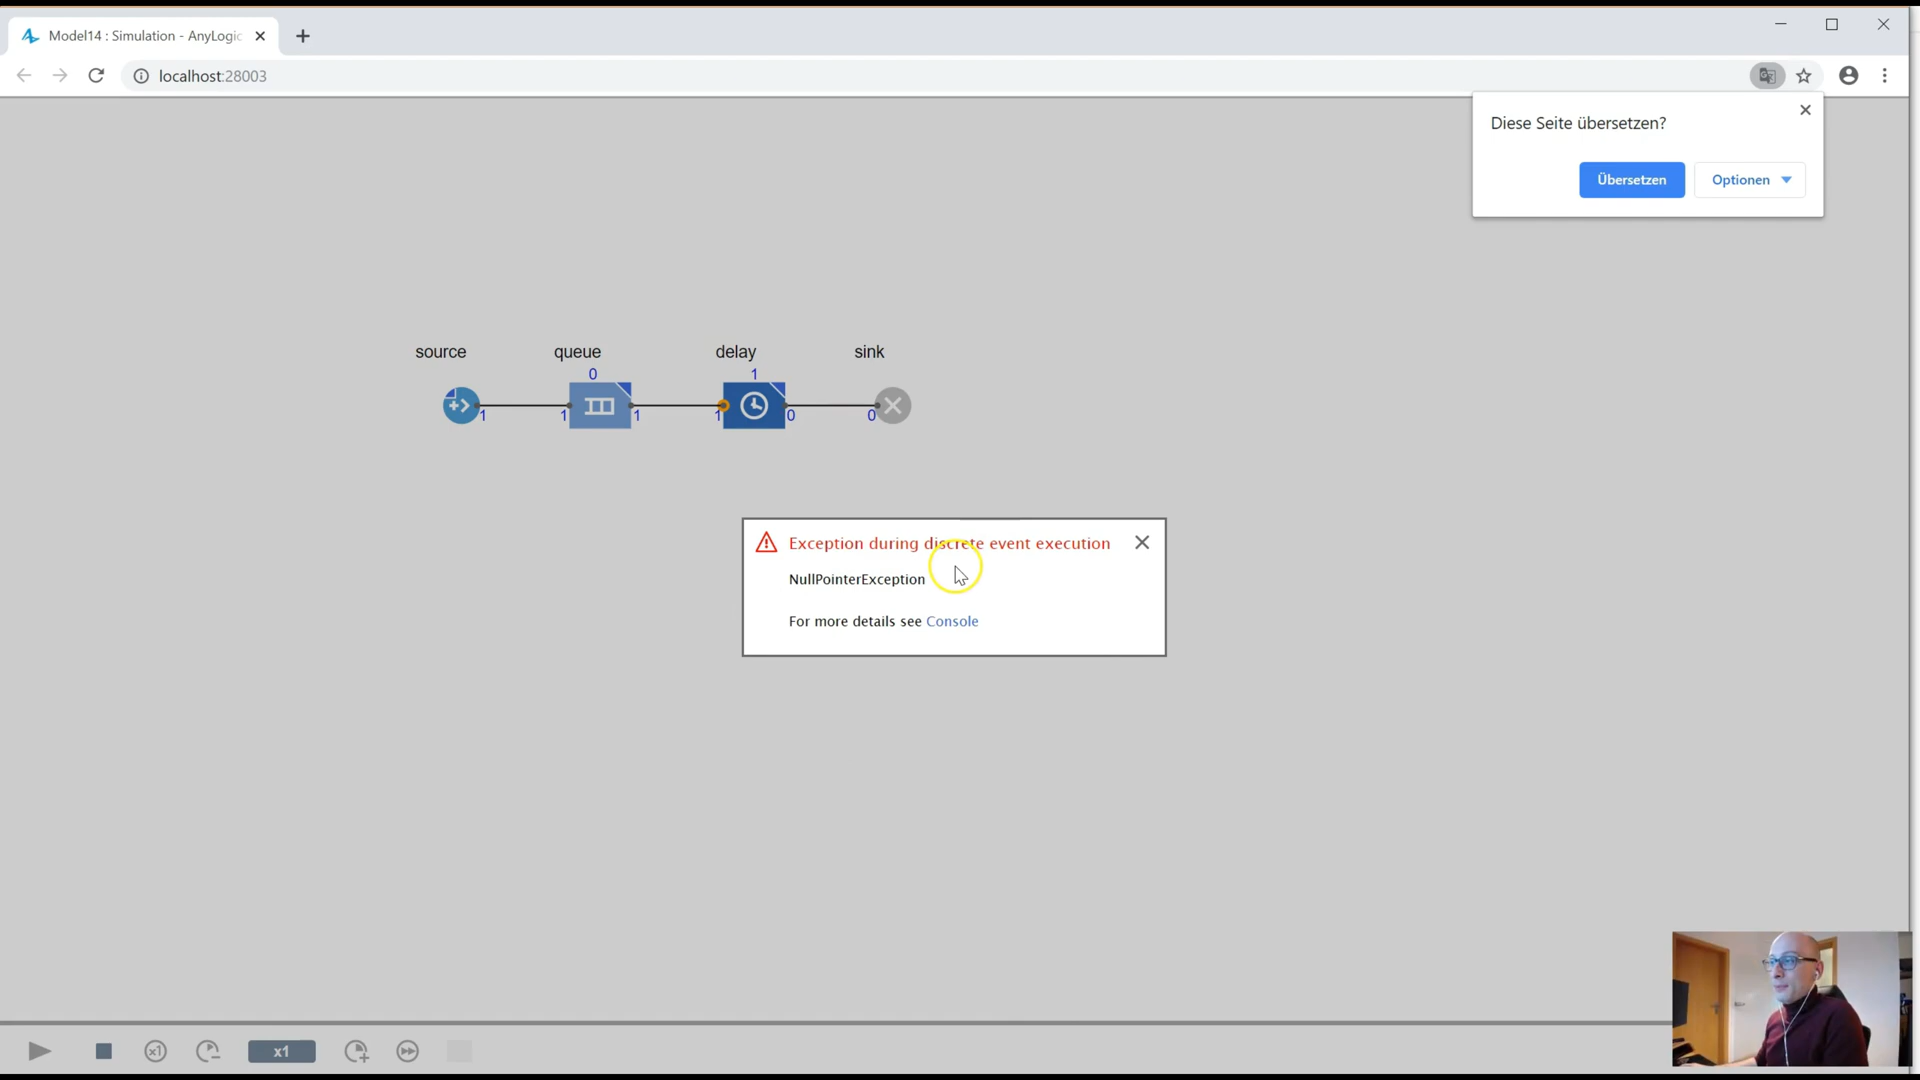 Model14 : Simulation - AnyLogic
localhost:28003
Diese Seite übersetzen?
Übersetzen
Optionen
source
queue
delay
sink
0
1
1
1
1
1
0
0
Exception during discrete event execution
NullPointerException
For more details see Console
x1
x1